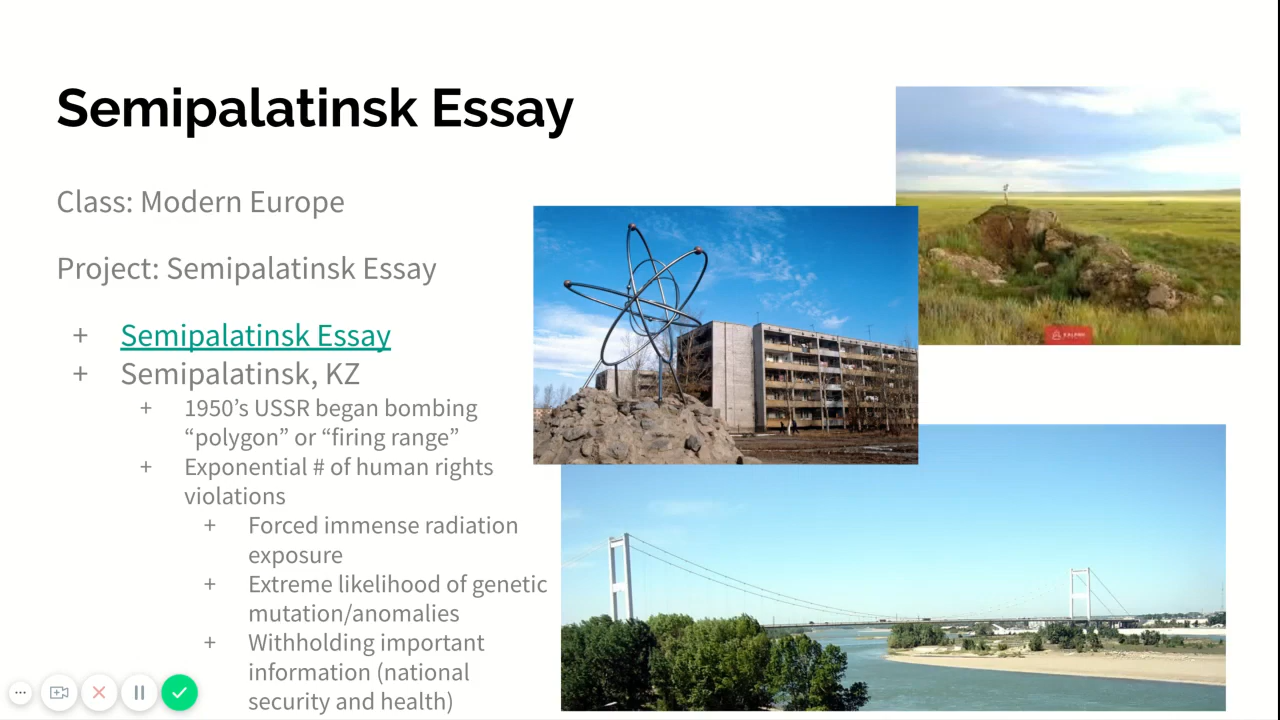 Semipalatinsk Essay
Class: Modern Europe
Project: Semipalatinsk Essay
+ Semipalatinsk Essay
+ Semipalatinsk, KZ
+ 1950’s USSR began bombing
“polygon” or “firing range”
+ Exponential # of human rights
violations
+ Forced immense radiation
exposure
+ Extreme likelihood of genetic
mutation/anomalies
+ Withholding important
information (national
security and health)